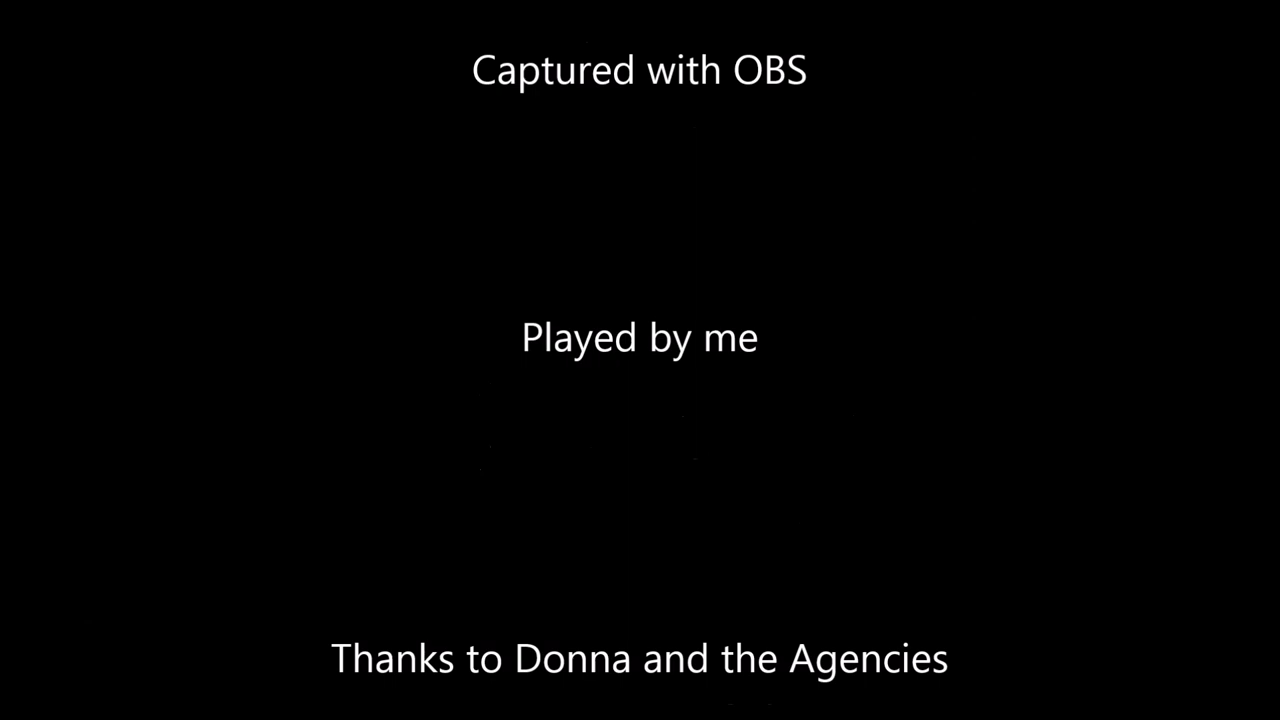 Captured with OBS
Played by me
Thanks to Donna and the Agencies